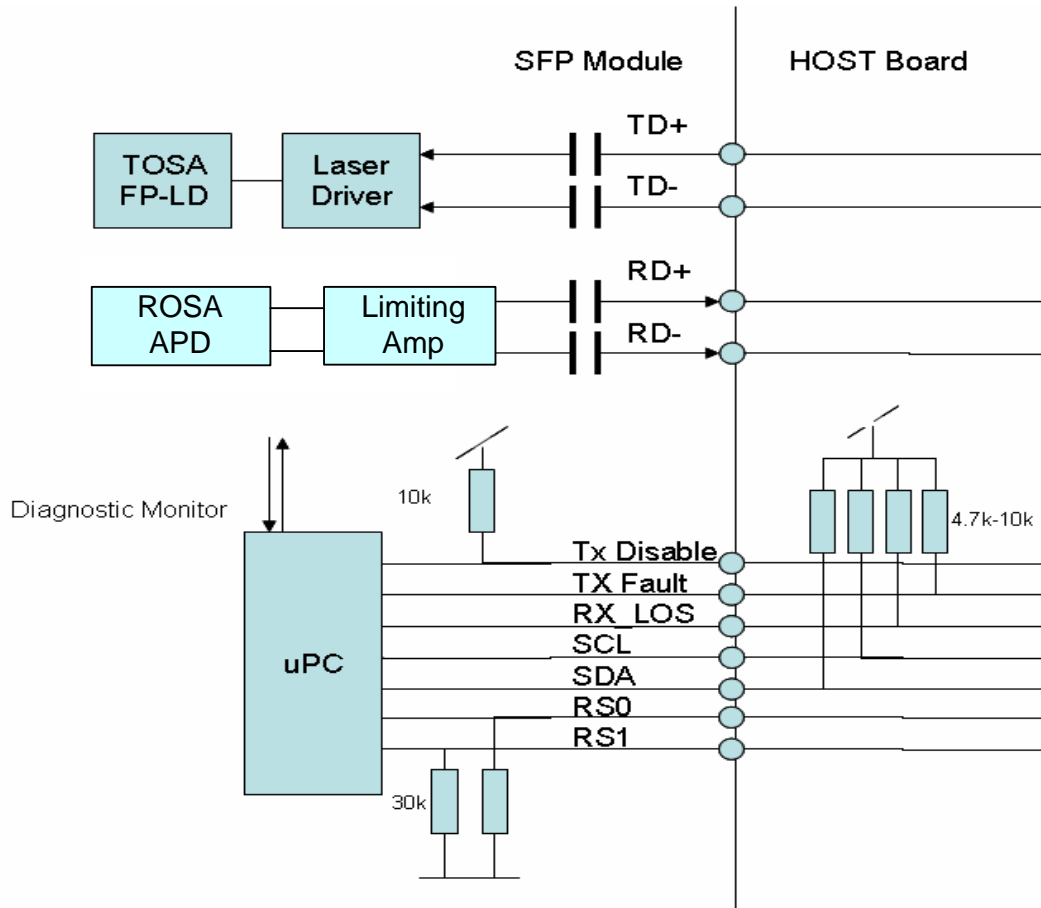 SFP Module
HOST Board
TD+
TOSA
FP-LD
Laser
Driver
TD-
RD+
ROSA
APD
Limiting
Amp
RD-
10k
Diagnostic Monitor
4.7k-10k
Tx Disable
TX Fault
RX_LOS
SCL
uPC
SDA
RS0
RS1
30k